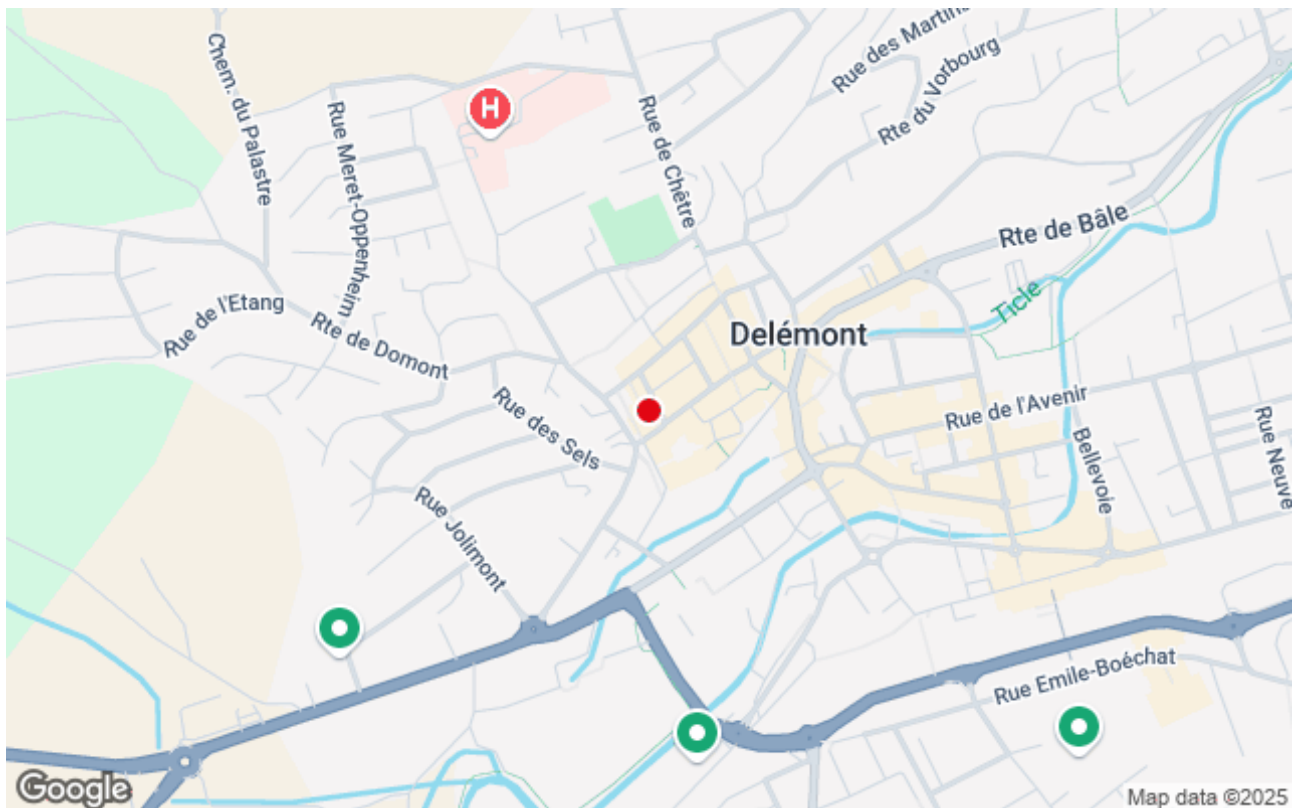 Rue des Martins
Chem. du Palastre
Rte du Vorbourg
Rue Meret-Oppenheim
H
Rue de Chêtre
Rte de Bâle
Rue de l'Etang
Ticle
Rte de Domont
Delémont
Rue des Sels
Rue de l'Avenir
Rue Neuve
Bellevoie
Rue Jolimont
Rue Emile-Boéchat
Google
Map data ©2025